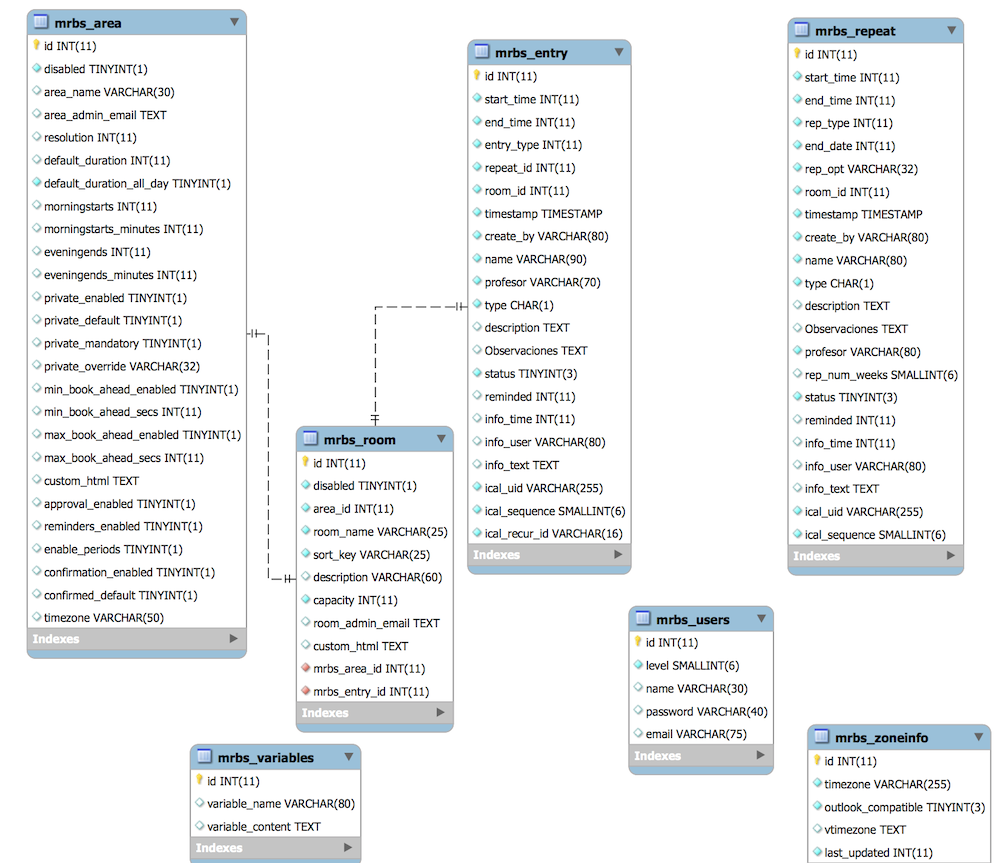 mrbs_area
id INT(11)
disabled TINYINT(1)
area_name VARCHAR(30)
area_admin_email TEXT
resolution INT(11)
default_duration INT(11)
default_duration_all_day TINYINT(1)
morningstarts INT(11)
morningstarts_minutes INT(11)
eveningends INT(11)
eveningends_minutes INT(11)
private_enabled TINYINT(1)
private_default TINYINT(1)
private_mandatory TINYINT(1)
private_override VARCHAR(32)
min_book_ahead_enabled TINYINT(1)
min_book_ahead_secs INT(11)
max_book_ahead_enabled TINYINT(1)
max_book_ahead_secs INT(11)
custom_html TEXT
approval_enabled TINYINT(1)
reminders_enabled TINYINT(1)
enable_periods TINYINT(1)
confirmation_enabled TINYINT(1)
confirmed_default TINYINT(1)
timezone VARCHAR(50)
Indexes
mrbs_entry
id INT(11)
start_time INT(11)
end_time INT(11)
entry_type INT(11)
repeat_id INT(11)
room_id INT(11)
timestamp TIMESTAMP
create_by VARCHAR(80)
name VARCHAR(90)
profesor VARCHAR(70)
type CHAR(1)
description TEXT
Observaciones TEXT
status TINYINT(3)
reminded INT(11)
info_time INT(11)
info_user VARCHAR(80)
info_text TEXT
ical_uid VARCHAR(255)
ical_sequence SMALLINT(6)
ical_recur_id VARCHAR(16)
Indexes
mrbs_repeat
id INT(11)
start_time INT(11)
end_time INT(11)
rep_type INT(11)
end_date INT(11)
rep_opt VARCHAR(32)
room_id INT(11)
timestamp TIMESTAMP
create_by VARCHAR(80)
name VARCHAR(80)
type CHAR(1)
description TEXT
Observaciones TEXT
profesor VARCHAR(80)
rep_num_weeks SMALLINT(6)
status TINYINT(3)
reminded INT(11)
info_time INT(11)
info_user VARCHAR(80)
info_text TEXT
ical_uid VARCHAR(255)
ical_sequence SMALLINT(6)
Indexes
mrbs_room
id INT(11)
disabled TINYINT(1)
area_id INT(11)
room_name VARCHAR(25)
sort_key VARCHAR(25)
description VARCHAR(60)
capacity INT(11)
room_admin_email TEXT
custom_html TEXT
mrbs_area_id INT(11)
mrbs_entry_id INT(11)
Indexes
mrbs_users
id INT(11)
level SMALLINT(6)
name VARCHAR(30)
password VARCHAR(40)
email VARCHAR(75)
Indexes
mrbs_variables
id INT(11)
variable_name VARCHAR(80)
variable_content TEXT
Indexes
mrbs_zoneinfo
id INT(11)
timezone VARCHAR(255)
outlook_compatible TINYINT(3)
vtimezone TEXT
last_updated INT(11)